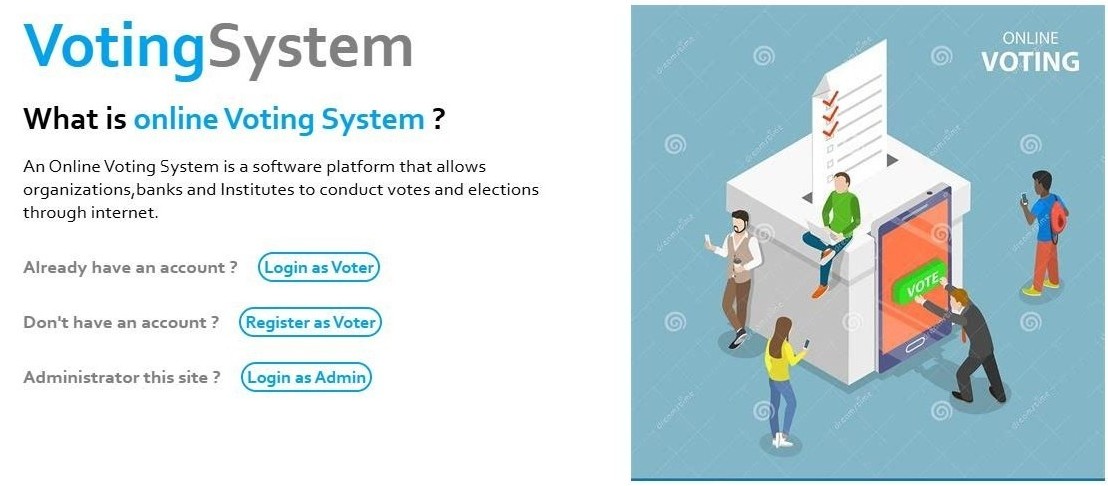 VotingSystem
What is online Voting System ?
An Online Voting System is a software platform that allows
organizations,banks and Institutes to conduct votes and elections
through internet.
Already have an account ? Login as Voter
Don't have an account ? Register as Voter
Administrator this site ? Login as Admin
ONLINE
VOTING
VOTE
dreamstime